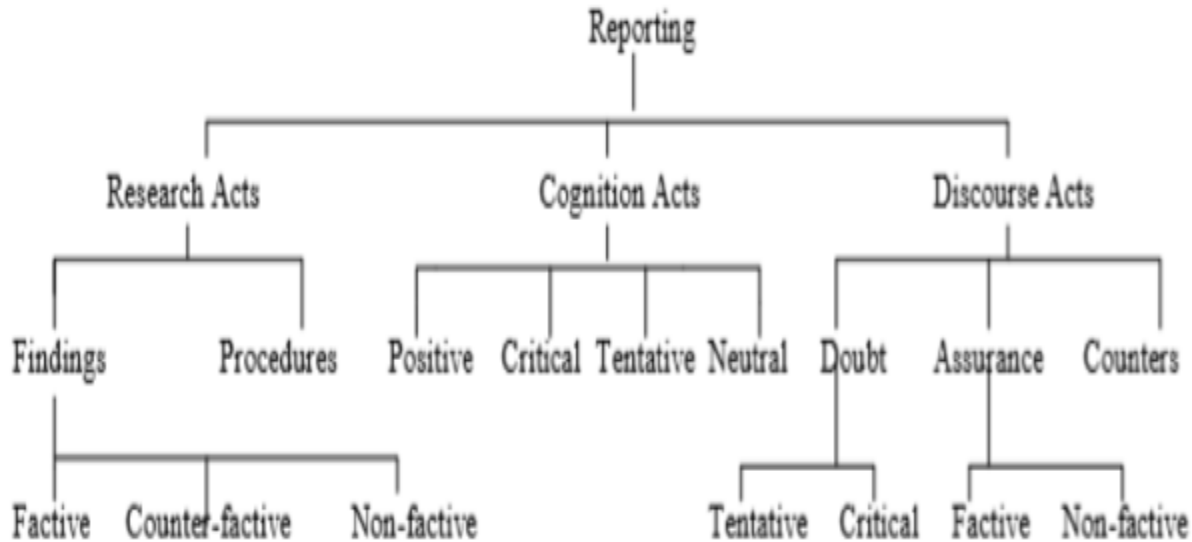 Reporting
Research Acts Cognition Acts Discourse Acts
Findings Procedures Positive Critical Tentative Neutral Doubt Assurance Counters
Factive Counter-factive Non-factive Tentative Critical Factive Non-factive